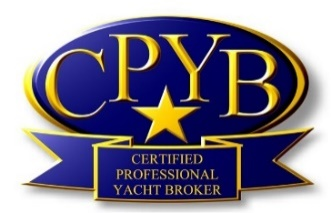 CPYB
CERTIFIED
PROFESSIONAL
YACHT BROKER